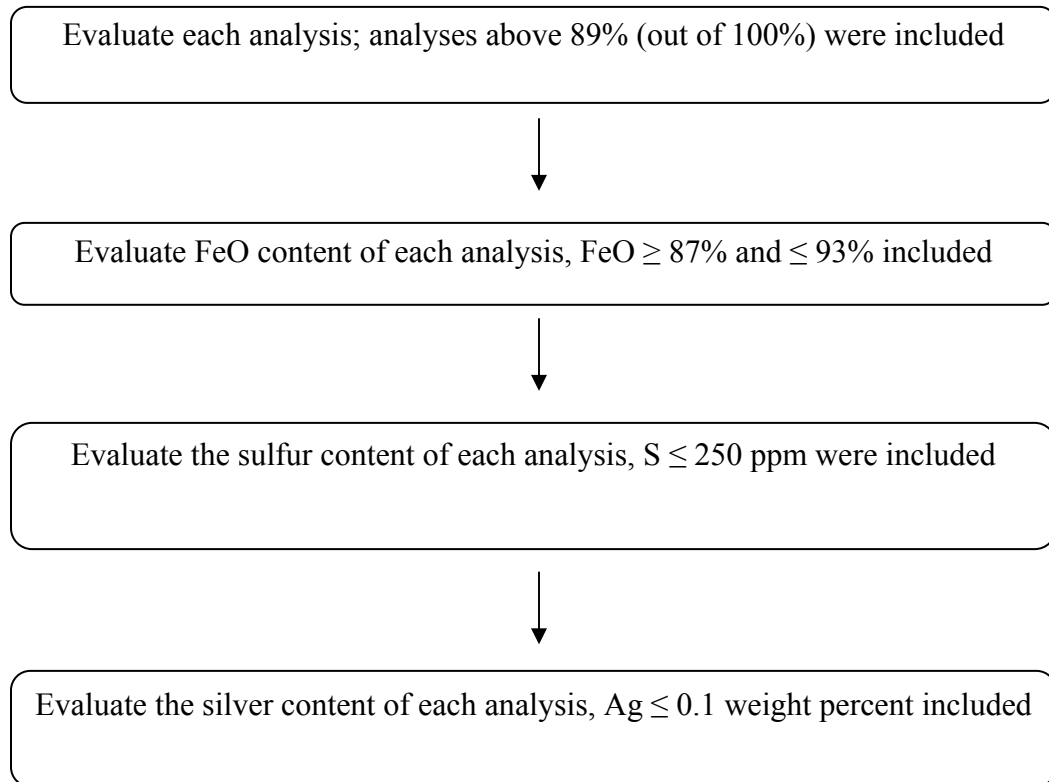 Evaluate each analysis; analyses above 89% (out of 100%) were included
Evaluate FeO content of each analysis, FeO ≥ 87% and ≤ 93% included
Evaluate the sulfur content of each analysis, S ≤ 250 ppm were included
Evaluate the silver content of each analysis, Ag ≤ 0.1 weight percent included